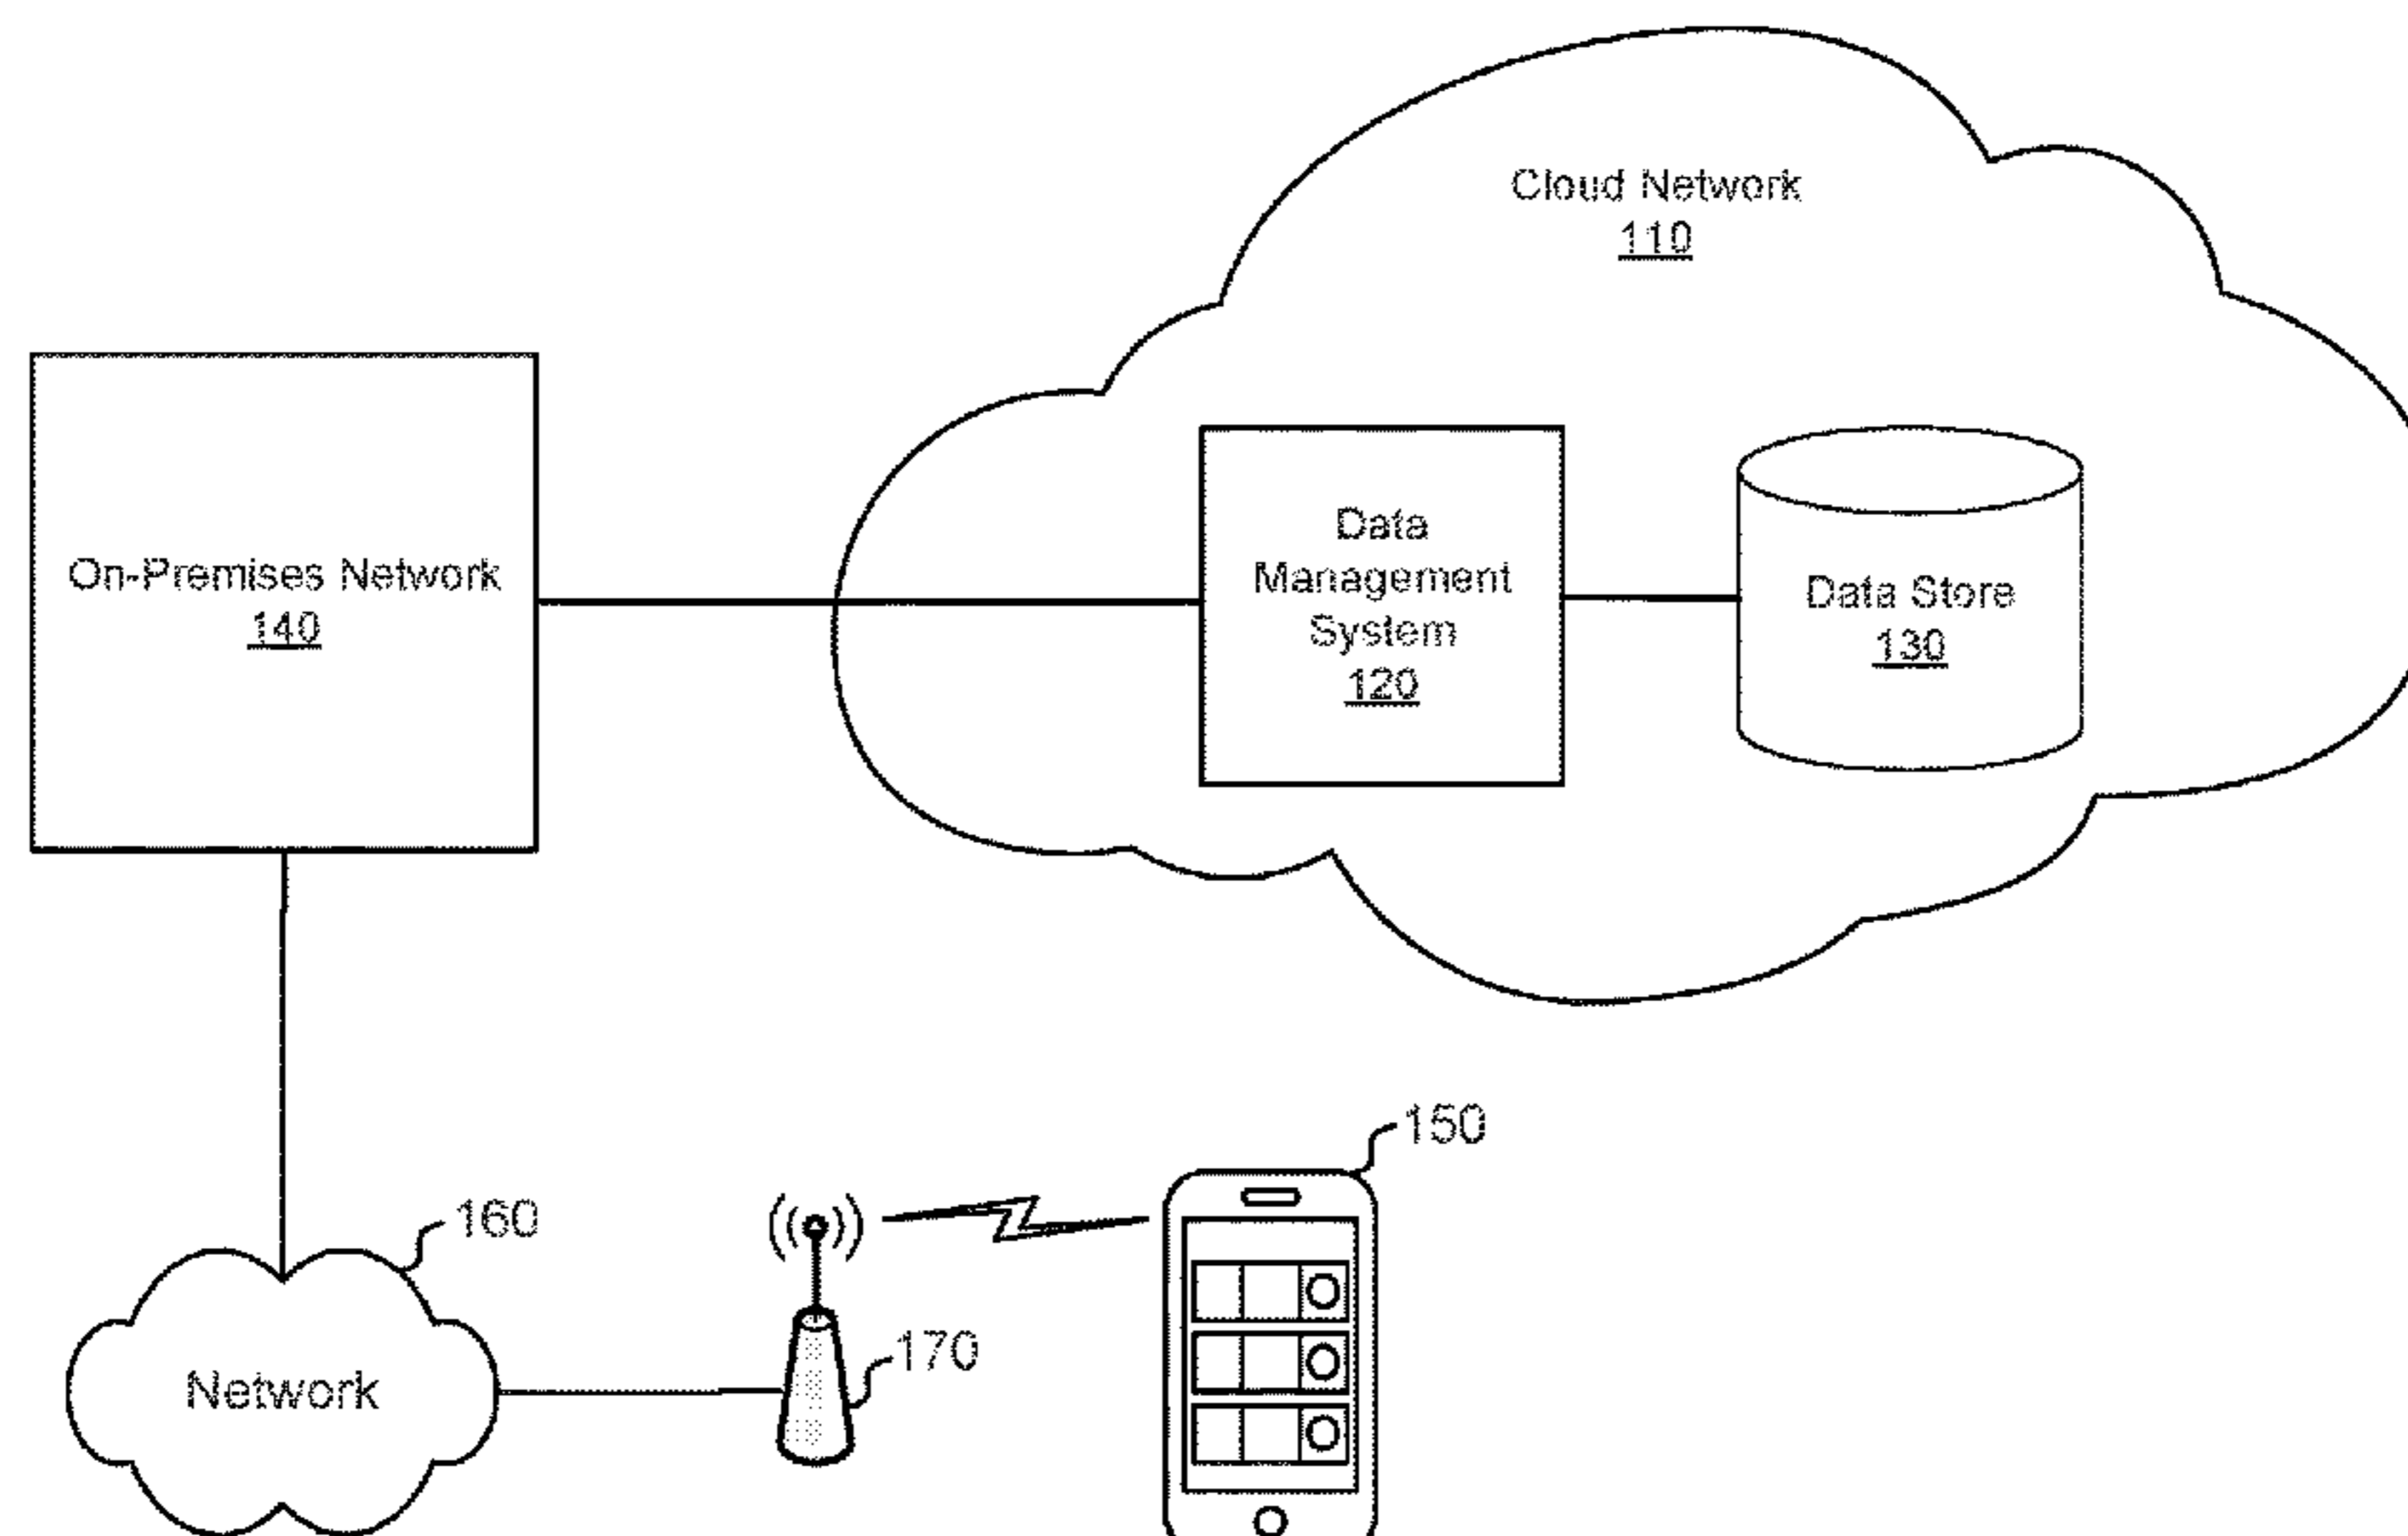 Cloud Network
110
On-Premises Network
140
Data
Management
System
120
Data Store
130
150
160
170
Network